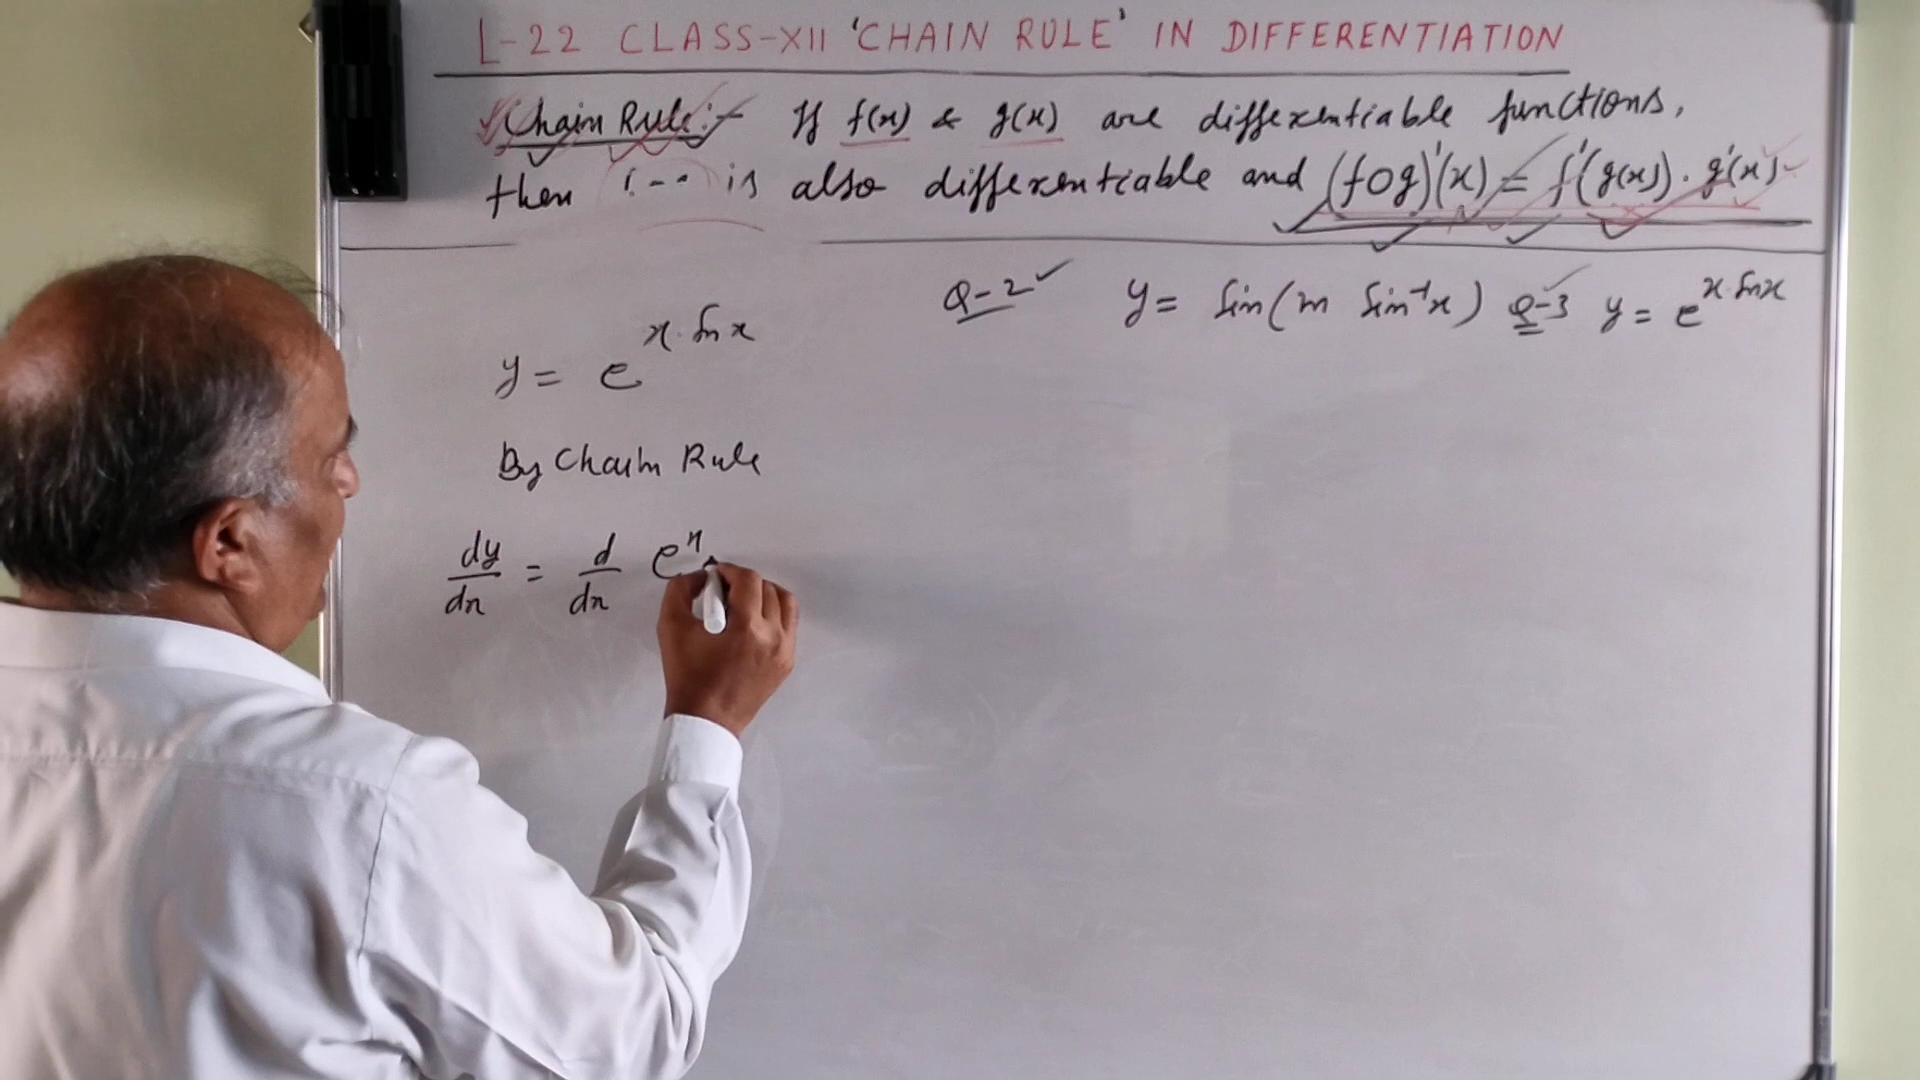 L-22 CLASS-XII 'CHAIN RULE' IN DIFFERENTIATION
Chain Rule:- If f(x) & g(x) are differentiable functions,
then is also differentiable and (fog)'(x) = f'(g(x)). g'(x).
Q-2 y = Sin(m Sin⁻¹x) Q-3 y = e^{x.Sinx}
y = e^{x.Sinx}
By Chain Rule
dy/dx = d/dx e^x